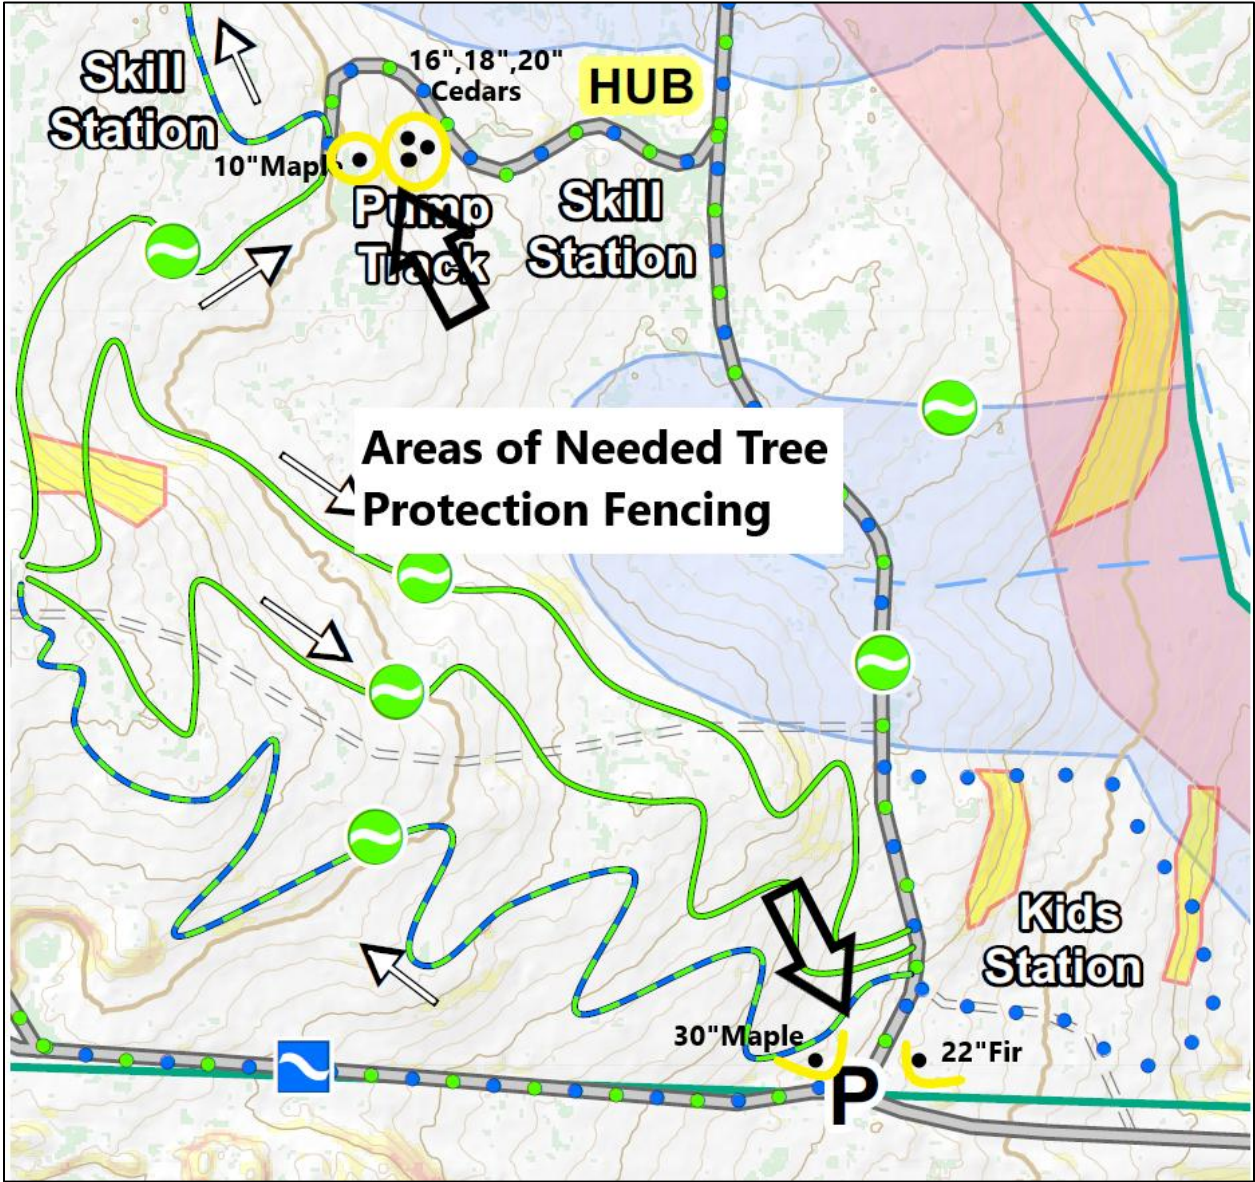 Skill
Station
16",18",20"
Cedars
HUB
10"Maple
Pump
Track
Skill
Station
Areas of Needed Tree
Protection Fencing
Kids
Station
30"Maple
22"Fir
P